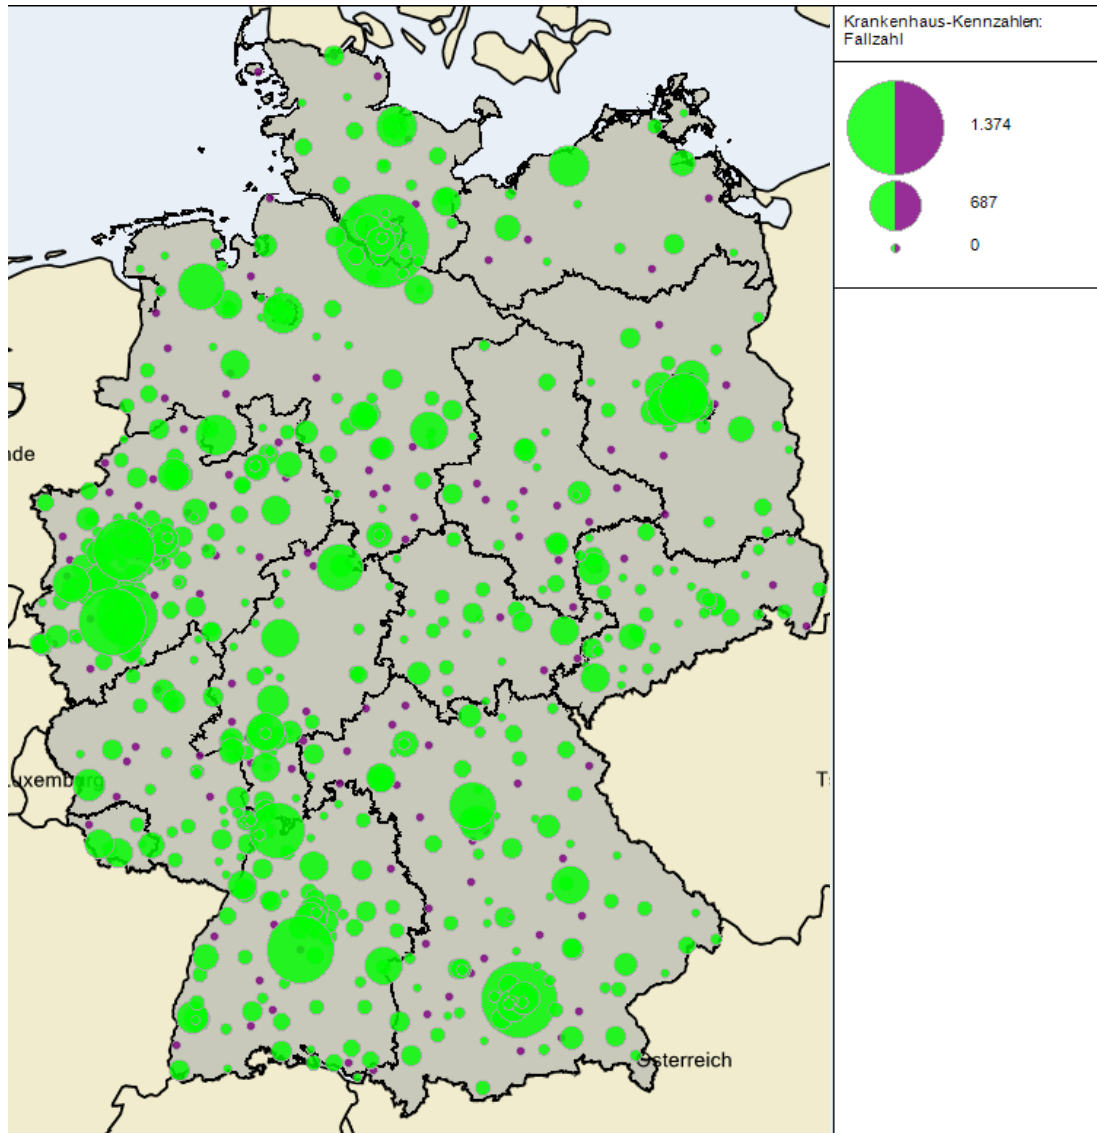 Krankenhaus-Kennzahlen:
Fallzahl
1.374
687
0
nde
uxemburg
T
Österreich